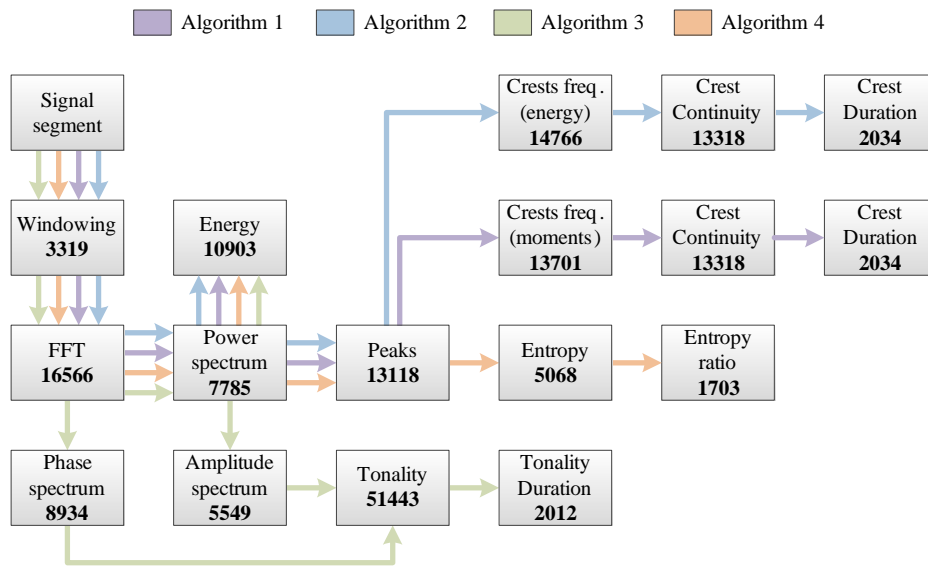 Algorithm 1
Algorithm 2
Algorithm 3
Algorithm 4
Signal
segment
Crests freq.
(energy)
14766
Crest
Continuity
13318
Crest
Duration
2034
Windowing
3319
Energy
10903
Crests freq.
(moments)
13701
Crest
Continuity
13318
Crest
Duration
2034
FFT
16566
Power
spectrum
7785
Peaks
13118
Entropy
5068
Entropy
ratio
1703
Phase
spectrum
8934
Amplitude
spectrum
5549
Tonality
51443
Tonality
Duration
2012